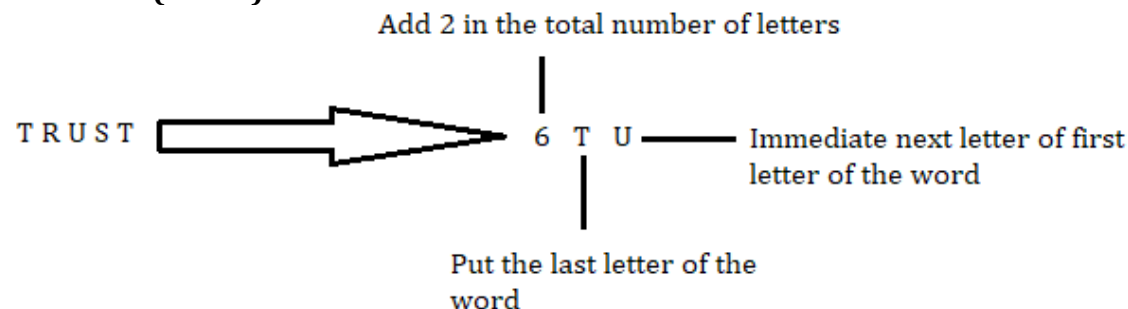 Add 2 in the total number of letters
T R U S T
6 T U
Immediate next letter of first
letter of the word
Put the last letter of the
word